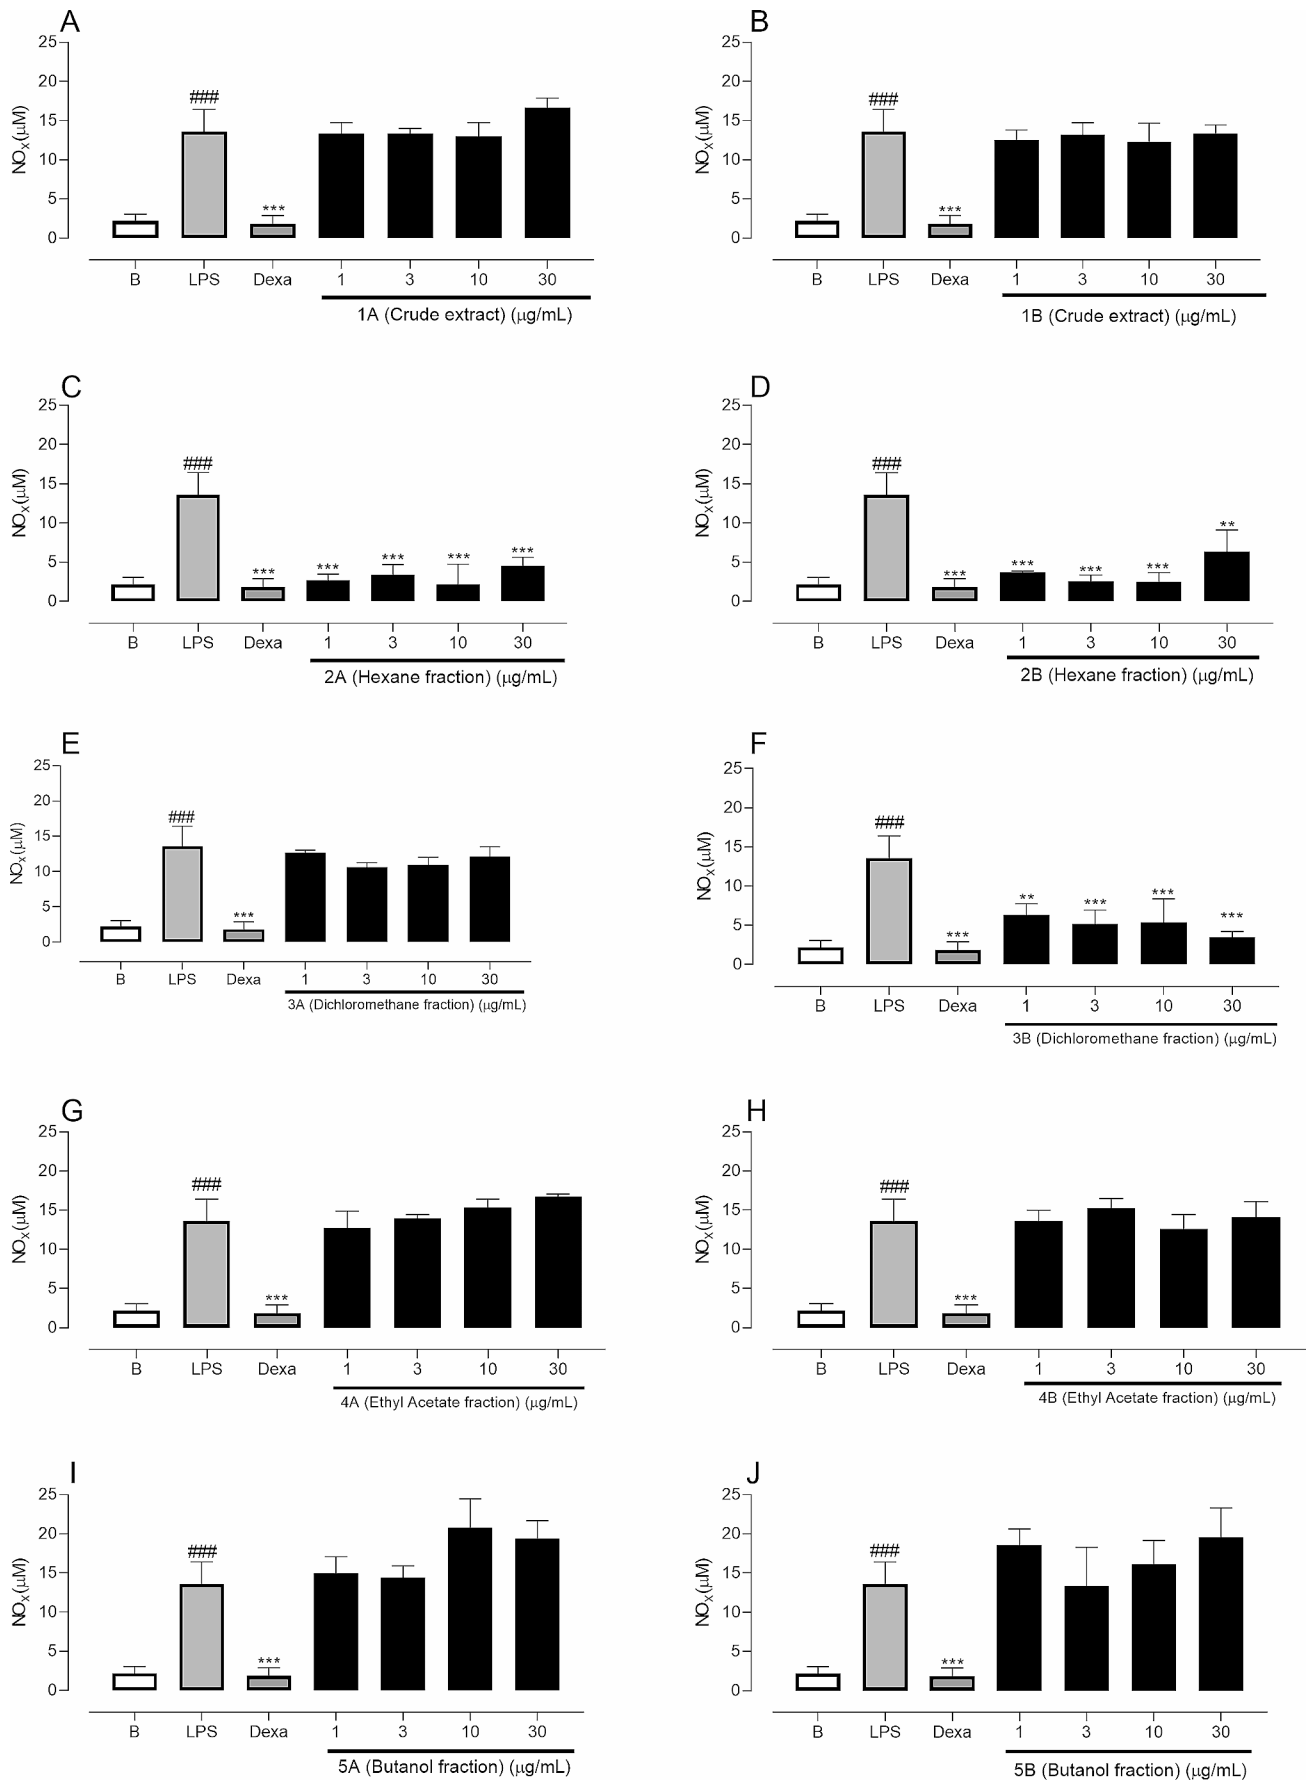 A
25
20
15
10
5
0
NOX(μM)
###
***
B LPS Dexa 1 3 10 30
1A (Crude extract) (μg/mL)
B
25
20
15
10
5
0
NOX(μM)
###
***
B LPS Dexa 1 3 10 30
1B (Crude extract) (μg/mL)
C
25
20
15
10
5
0
NOX(μM)
###
*** *** *** *** ***
B LPS Dexa 1 3 10 30
2A (Hexane fraction) (μg/mL)
D
25
20
15
10
5
0
NOX(μM)
###
*** *** *** *** **
B LPS Dexa 1 3 10 30
2B (Hexane fraction) (μg/mL)
E
25
20
15
10
5
0
NOX(μM)
###
***
B LPS Dexa 1 3 10 30
3A (Dichloromethane fraction) (μg/mL)
F
25
20
15
10
5
0
NOX(μM)
###
*** ** *** *** ***
B LPS Dexa 1 3 10 30
3B (Dichloromethane fraction) (μg/mL)
G
25
20
15
10
5
0
NOX(μM)
###
***
B LPS Dexa 1 3 10 30
4A (Ethyl Acetate fraction) (μg/mL)
H
25
20
15
10
5
0
NOX(μM)
###
***
B LPS Dexa 1 3 10 30
4B (Ethyl Acetate fraction) (μg/mL)
I
25
20
15
10
5
0
NOX(μM)
###
***
B LPS Dexa 1 3 10 30
5A (Butanol fraction) (μg/mL)
J
25
20
15
10
5
0
NOX(μM)
###
***
B LPS Dexa 1 3 10 30
5B (Butanol fraction) (μg/mL)